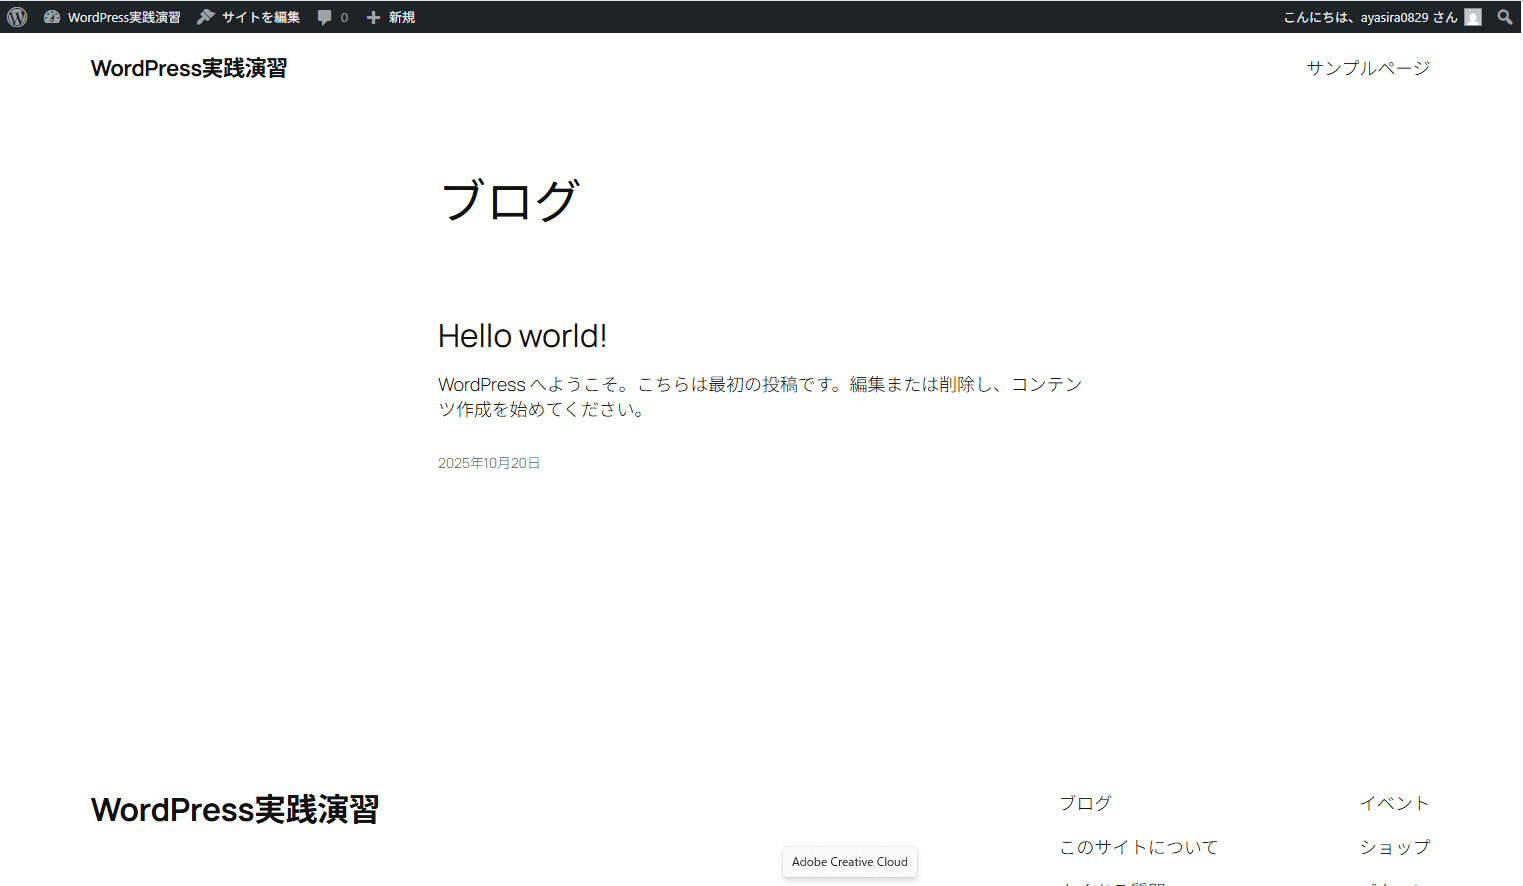 WordPress実践演習 サイトを編集 0 新規 こんにちは、ayasira0829 さん
WordPress実践演習 サンプルページ
ブログ
Hello world!
WordPress へようこそ。こちらは最初の投稿です。編集または削除し、コンテン
ツ作成を始めてください。
2025年10月20日
WordPress実践演習
ブログ イベント
このサイトについて ショップ
Adobe Creative Cloud